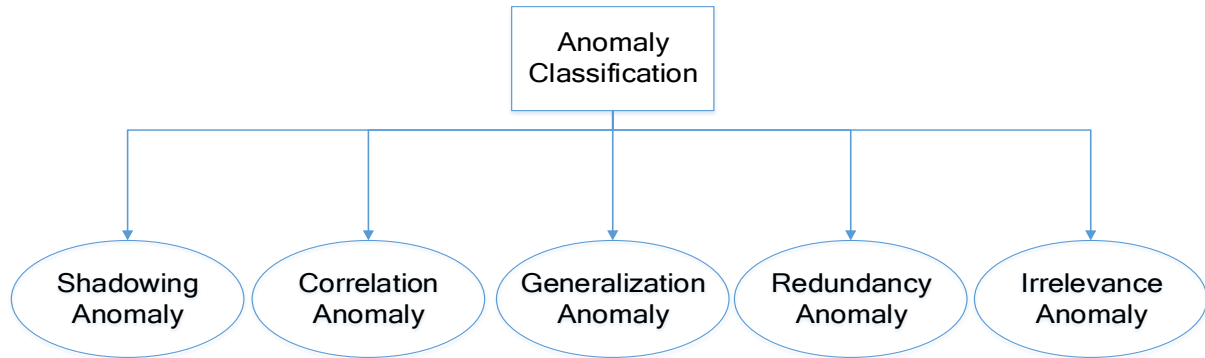 Anomaly
Classification
Shadowing
Anomaly
Correlation
Anomaly
Generalization
Anomaly
Redundancy
Anomaly
Irrelevance
Anomaly